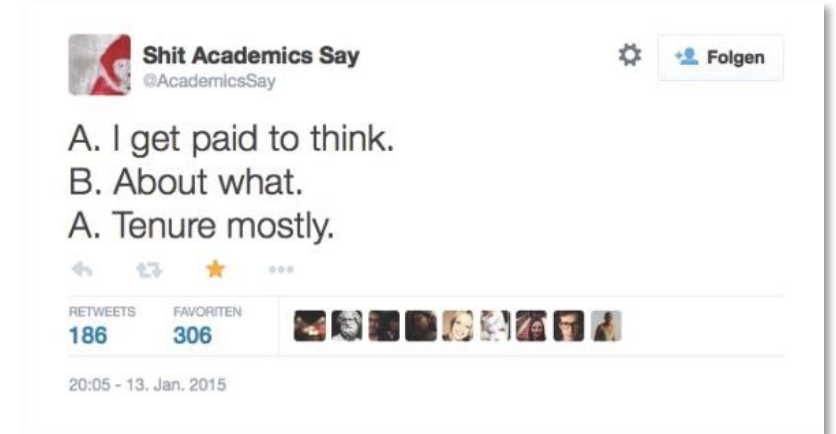 Shit Academics Say
@AcademicsSay
Folgen
A. I get paid to think.
B. About what.
A. Tenure mostly.
RETWEETS FAVORITEN
186 306
20:05 - 13. Jan. 2015